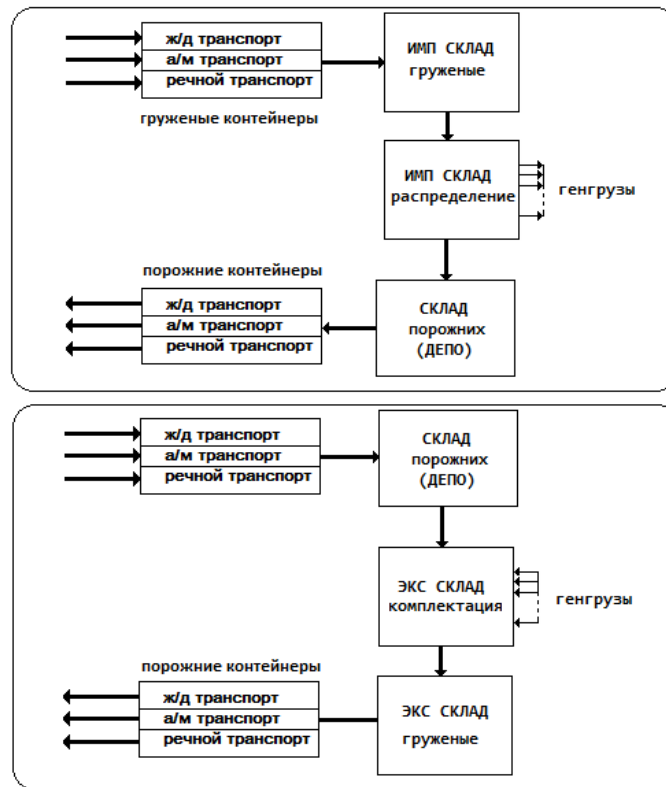 ж/д транспорт
а/м транспорт
речной транспорт
груженые контейнеры
ИМП СКЛАД
груженые
ИМП СКЛАД
распределение
генгрузы
порожние контейнеры
ж/д транспорт
а/м транспорт
речной транспорт
СКЛАД
порожних
(ДЕПО)
ж/д транспорт
а/м транспорт
речной транспорт
СКЛАД
порожних
(ДЕПО)
ЭКС СКЛАД
комплектация
генгрузы
порожние контейнеры
ж/д транспорт
а/м транспорт
речной транспорт
ЭКС СКЛАД
груженые